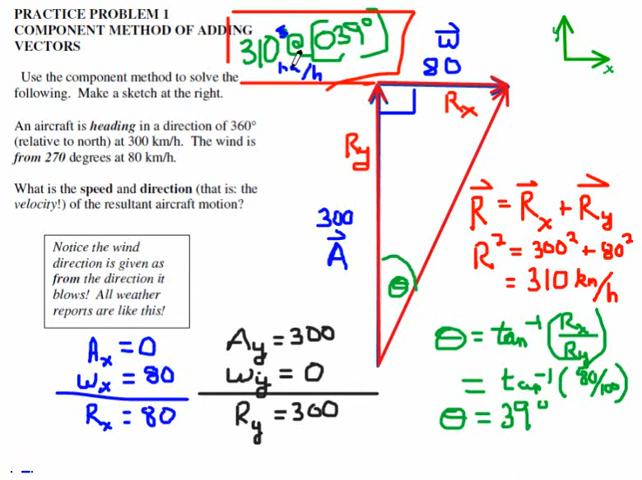 PRACTICE PROBLEM 1
COMPONENT METHOD OF ADDING
VECTORS
310 @ 039°
km/h
W
80
y
x
Use the component method to solve the
following. Make a sketch at the right.
An aircraft is heading in a direction of 360°
(relative to north) at 300 km/h. The wind is
from 270 degrees at 80 km/h.
What is the speed and direction (that is: the
velocity!) of the resultant aircraft motion?
Rx
Ry
300
A
θ
R = Rx + Ry
R² = 300² + 80²
= 310 km/h
Notice the wind
direction is given as
from the direction it
blows! All weather
reports are like this!
Ax = 0
Wx = 80
Rx = 80
Ay = 300
Wy = 0
Ry = 300
θ = tan⁻¹ (Rx/Ry)
= tan⁻¹ (80/100)
θ = 39°